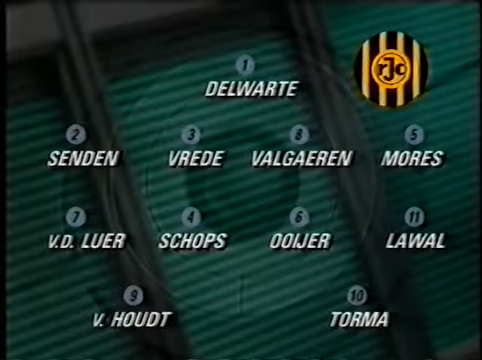 rJc
1
DELWARTE
2 3 8 5
SENDEN VREDE VALGAEREN MORES
7 4 6 11
V.D. LUER SCHOPS OOIJER LAWAL
9 10
V. HOUDT TORMA